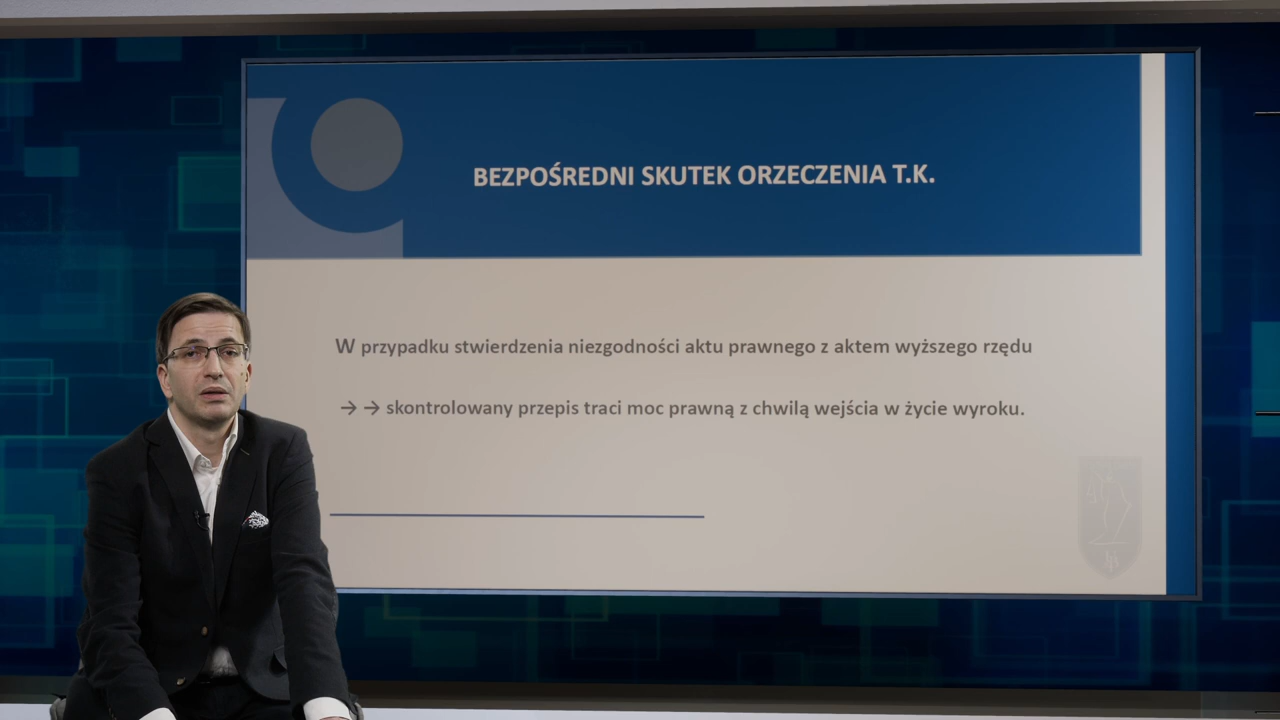 BEZPOŚREDNI SKUTEK ORZECZENIA T.K.
W przypadku stwierdzenia niezgodności aktu prawnego z aktem wyższego rzędu
→ → skontrolowany przepis traci moc prawną z chwilą wejścia w życie wyroku.